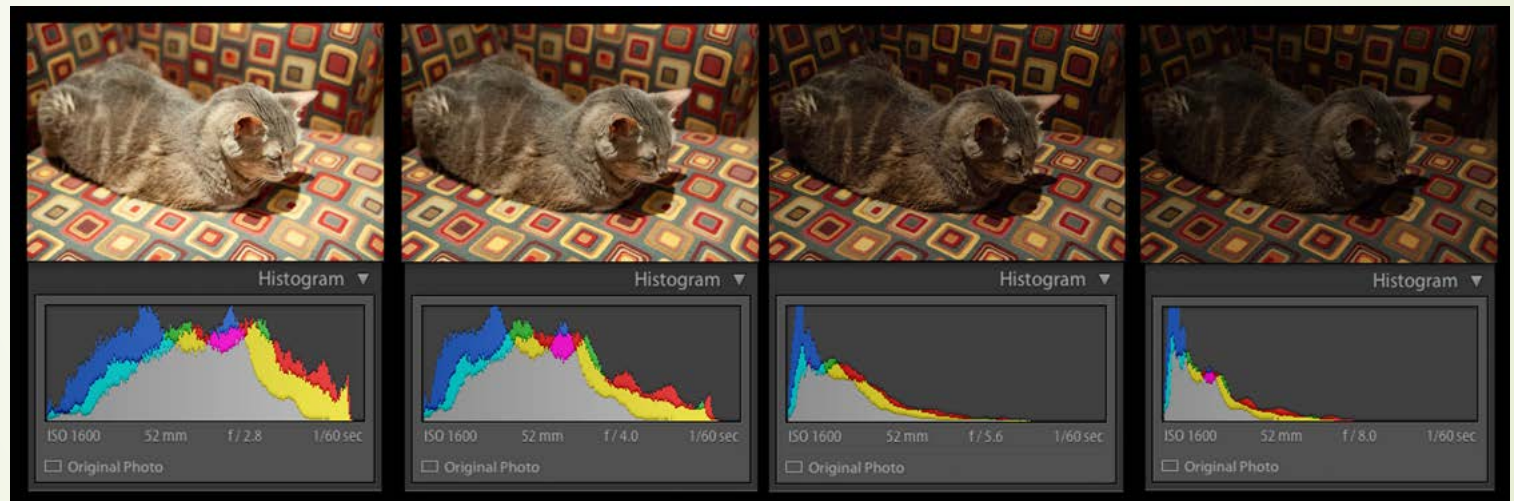 Histogram ▼
ISO 1600 52 mm f / 2.8 1/60 sec
Original Photo
Histogram ▼
ISO 1600 52 mm f / 4.0 1/60 sec
Original Photo
Histogram ▼
ISO 1600 52 mm f / 5.6 1/60 sec
Original Photo
Histogram ▼
ISO 1600 52 mm f / 8.0 1/60 sec
Original Photo